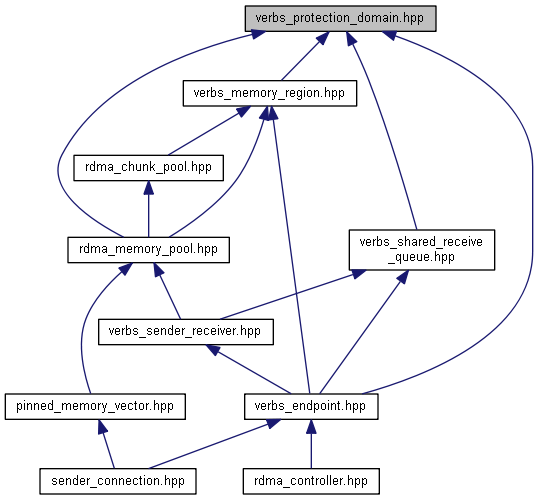 verbs_protection_domain.hpp
verbs_memory_region.hpp
rdma_chunk_pool.hpp
rdma_memory_pool.hpp
verbs_shared_receive
_queue.hpp
verbs_sender_receiver.hpp
pinned_memory_vector.hpp
verbs_endpoint.hpp
sender_connection.hpp
rdma_controller.hpp